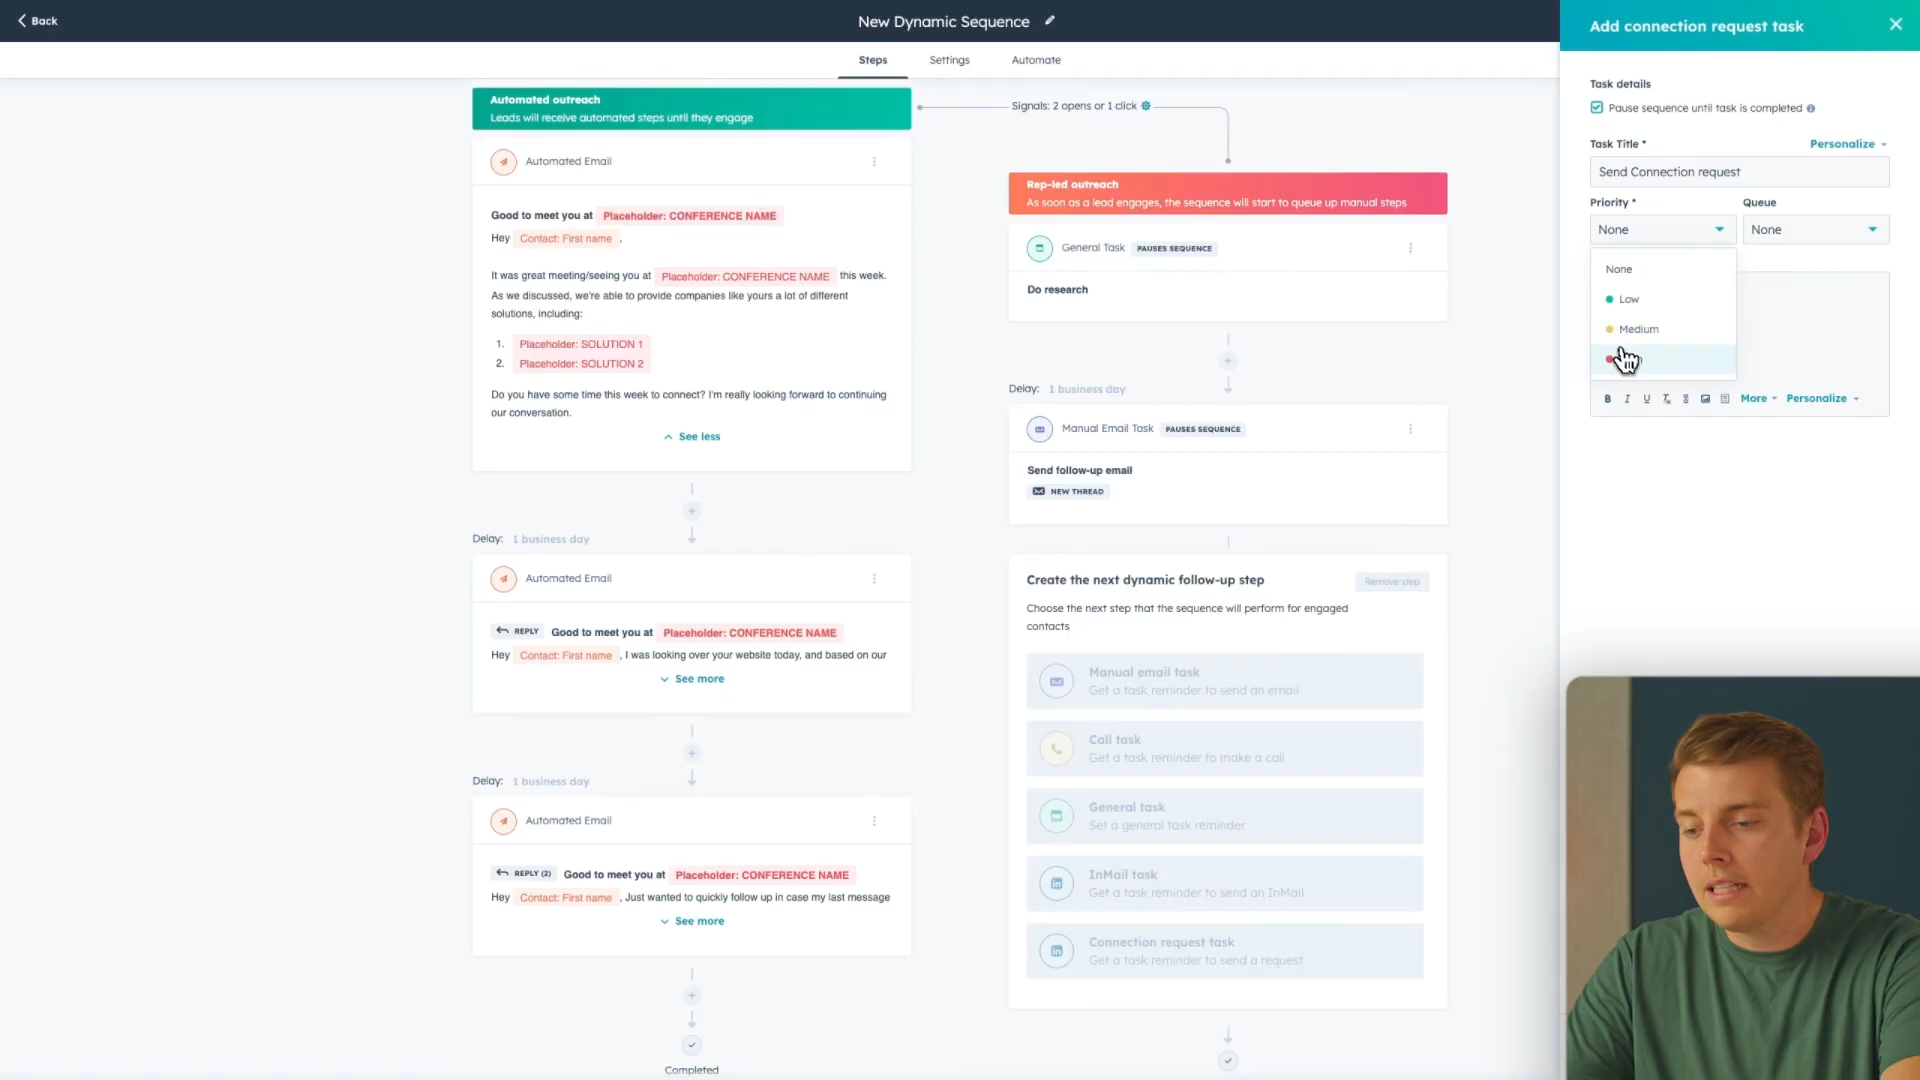 Back
New Dynamic Sequence
Steps
Settings
Automate
Automated outreach
Leads will receive automated steps until they engage
Automated Email
Good to meet you at Placeholder: CONFERENCE NAME
Hey Contact: First name ,
It was great meeting/seeing you at Placeholder: CONFERENCE NAME this week.
As we discussed, we're able to provide companies like yours a lot of different
solutions, including:
1. Placeholder: SOLUTION 1
2. Placeholder: SOLUTION 2
Do you have some time this week to connect? I'm really looking forward to continuing
our conversation.
See less
Delay: 1 business day
Automated Email
REPLY Good to meet you at Placeholder: CONFERENCE NAME
Hey Contact: First name , I was looking over your website today, and based on our
See more
Delay: 1 business day
Automated Email
REPLY (2) Good to meet you at Placeholder: CONFERENCE NAME
Hey Contact: First name , Just wanted to quickly follow up in case my last message
See more
Completed
Signals: 2 opens or 1 click
Rep-led outreach
As soon as a lead engages, the sequence will start to queue up manual steps
General Task PAUSES SEQUENCE
Do research
Delay: 1 business day
Manual Email Task PAUSES SEQUENCE
Send follow-up email
NEW THREAD
Create the next dynamic follow-up step
Remove step
Choose the next step that the sequence will perform for engaged
contacts
Manual email task
Get a task reminder to send an email
Call task
Get a task reminder to make a call
General task
Set a general task reminder
InMail task
Get a task reminder to send an InMail
Connection request task
Get a task reminder to send a request
Add connection request task
Task details
Pause sequence until task is completed
Task Title *
Personalize
Send Connection request
Priority *
Queue
None
None
None
Low
Medium
B I U Tx More Personalize